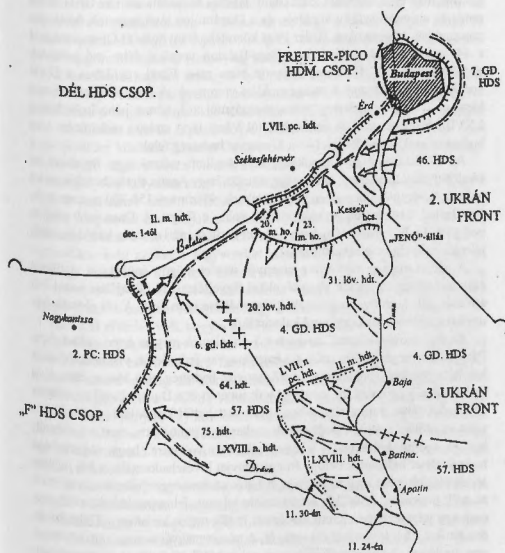 FRETTER-PICO
HDM. CSOP.
Budapest
7. GD.
HDS
DÉL HDS CSOP.
Érd
LVII. pc. hdt.
46. HDS.
Székesfehérvár
2. UKRÁN
FRONT
II. m. hdt.
dec. 1-től
Balaton
20.
m. ho.
23.
m. ho.
„Kesseő"
hcs.
„JENŐ"-állás
31. löv. hdt.
20. löv. hdt.
Nagykanizsa
2. PC: HDS
6. gd. hdt.
4. GD. HDS
Duna
LVII. n.
pc. hdt.
II. m. hdt.
4. GD. HDS
„F" HDS CSOP.
64. hdt.
Baja
3. UKRÁN
FRONT
57. HDS
75. hdt.
LXVIII. n. hdt.
LXVIII. hdt.
Batina
57. HDS
Dráva
Apatin
11. 30-én
11. 24-én